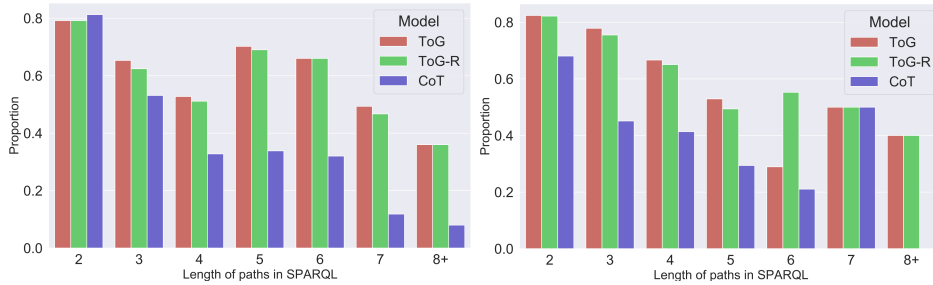 Proportion
0.8
0.6
0.4
0.2
0.0
Model
ToG
ToG-R
CoT
2 3 4 5 6 7 8+
Length of paths in SPARQL
Proportion
0.8
0.6
0.4
0.2
0.0
Model
ToG
ToG-R
CoT
2 3 4 5 6 7 8+
Length of paths in SPARQL